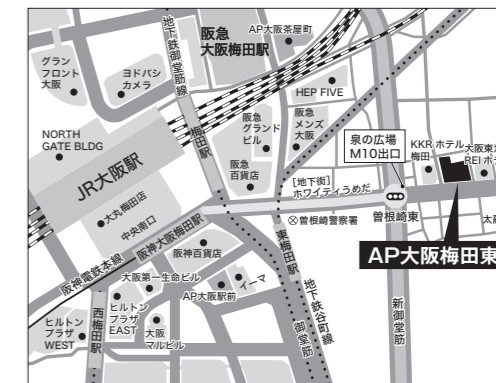 地下鉄御堂筋線
阪急
大阪梅田駅
AP大阪茶屋町
グラン
フロント
大阪
ヨドバシ
カメラ
HEP FIVE
梅田駅
阪急
グランド
ビル
阪急
メンズ
大阪
NORTH
GATE BLDG
JR大阪駅
泉の広場
M10出口
KKRホテル
梅田
大阪東
REIホ
阪急
百貨店
[地下街]
ホワイティうめだ
大丸梅田店
中央南口
阪神大阪梅田駅
曽根崎警察署
曽根崎東
太
阪神電鉄本線
阪神百貨店
東梅田駅
AP大阪梅田東
大阪第一生命ビル
AP大阪駅前
イーマ
地下鉄谷町線
西梅田駅
ヒルトン
プラザ
EAST
ヒルトン
プラザ
WEST
大阪
マルビル
御堂筋
新御堂筋